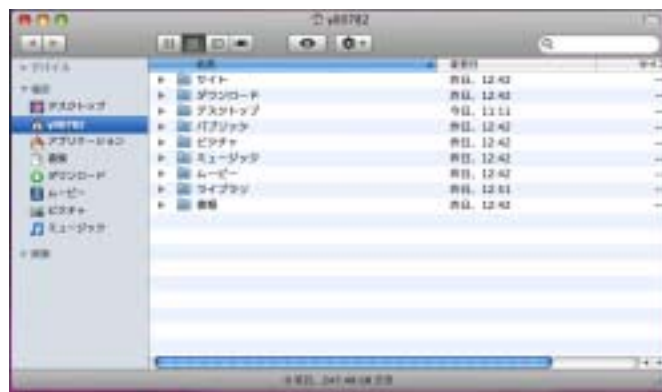 y80782
名前
変更日
サイズ
デバイス
場所
デスクトップ
y80782
アプリケーション
書類
ダウンロード
ムービー
ピクチャ
ミュージック
検索
サイト 昨日、12:42
ダウンロード 昨日、12:42
デスクトップ 今日、11:11
パブリック 昨日、12:42
ピクチャ 昨日、12:42
ミュージック 昨日、12:42
ムービー 昨日、12:42
ライブラリ 昨日、12:51
書類 昨日、12:42